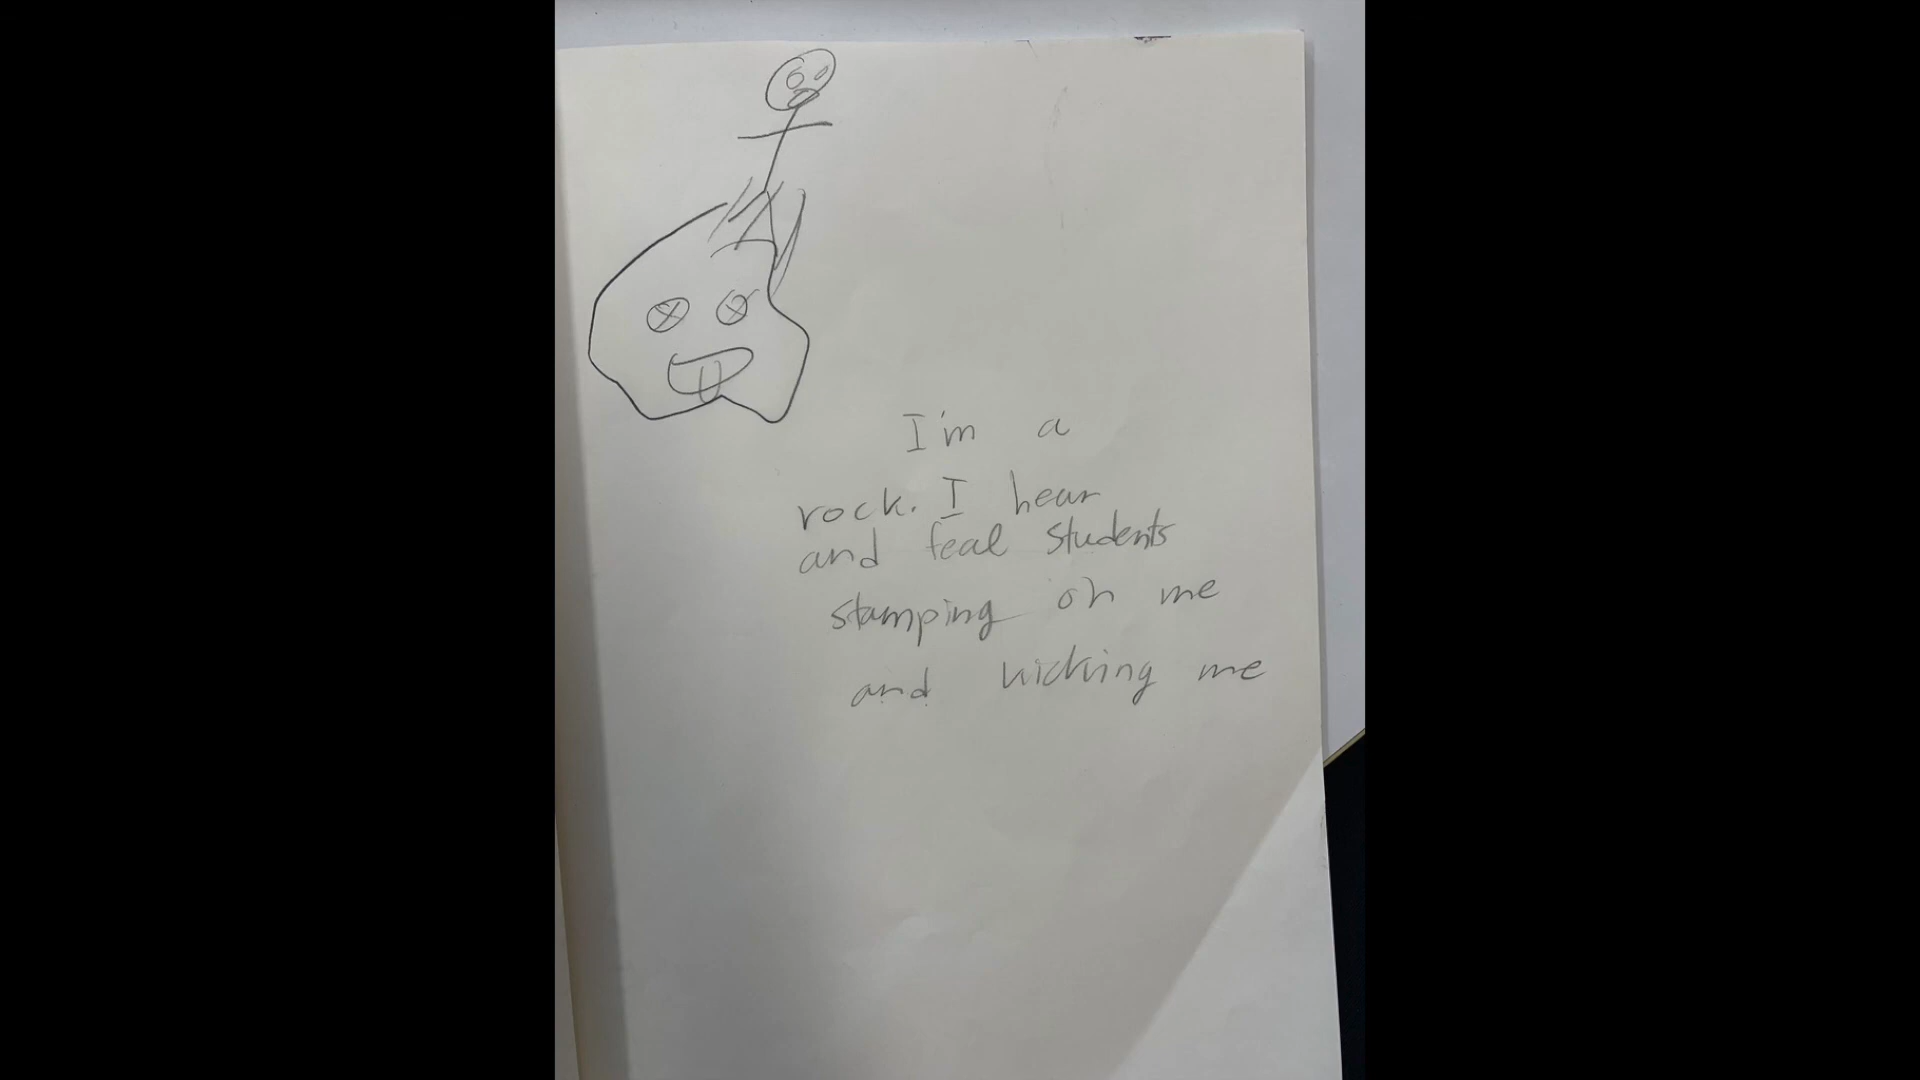 I'm a
rock. I hear
and feal students
stamping on me
and kicking me